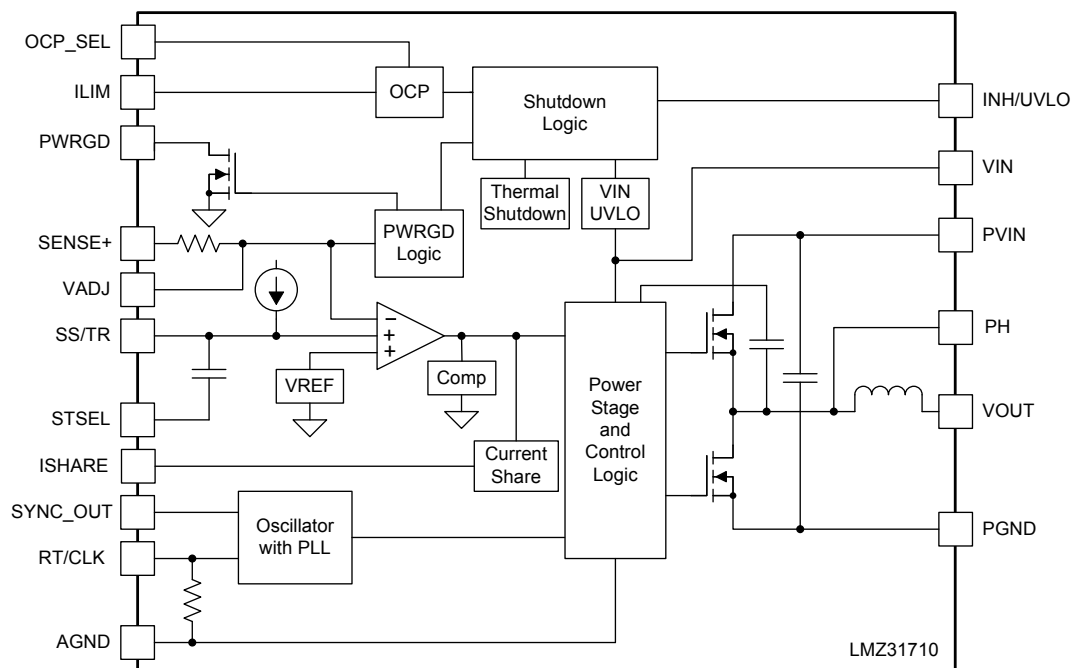 OCP_SEL
ILIM
PWRGD
SENSE+
VADJ
SS/TR
STSEL
ISHARE
SYNC_OUT
RT/CLK
AGND
OCP
Shutdown
Logic
Thermal
Shutdown
VIN
UVLO
PWRGD
Logic
−
+
+
VREF
Comp
Current
Share
Oscillator
with PLL
Power
Stage
and
Control
Logic
INH/UVLO
VIN
PVIN
PH
VOUT
PGND
LMZ31710